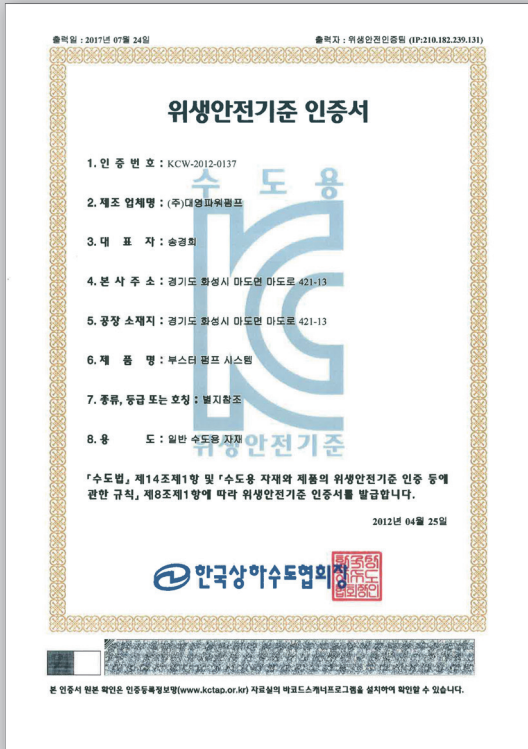 출력일 : 2017년 07월 24일
출력자 : 위생안전인증팀 (IP:210.182.239.131)
위생안전기준 인증서
수도용
1. 인 증 번 호 : KCW-2012-0137
2. 제조 업체명 : (주)대영파워펌프
3. 대 표 자 : 송경회
4. 본 사 주 소 : 경기도 화성시 마도면 마도로 421-13
5. 공장 소재지 : 경기도 화성시 마도면 마도로 421-13
6. 제 품 명 : 부스터 펌프 시스템
7. 종류, 등급 또는 호칭 : 별지참조
8. 용 도 : 일반 수도용 자재
위생안전기준
「수도법」 제14조제1항 및 「수도용 자재와 제품의 위생안전기준 인증 등에
관한 규칙」 제8조제1항에 따라 위생안전기준 인증서를 발급합니다.
2012년 04월 25일
한국상하수도협회장
본 인증서 원본 확인은 인증등록정보망(www.kctap.or.kr) 자료실의 바코드스캐너프로그램을 설치하여 확인할 수 있습니다.